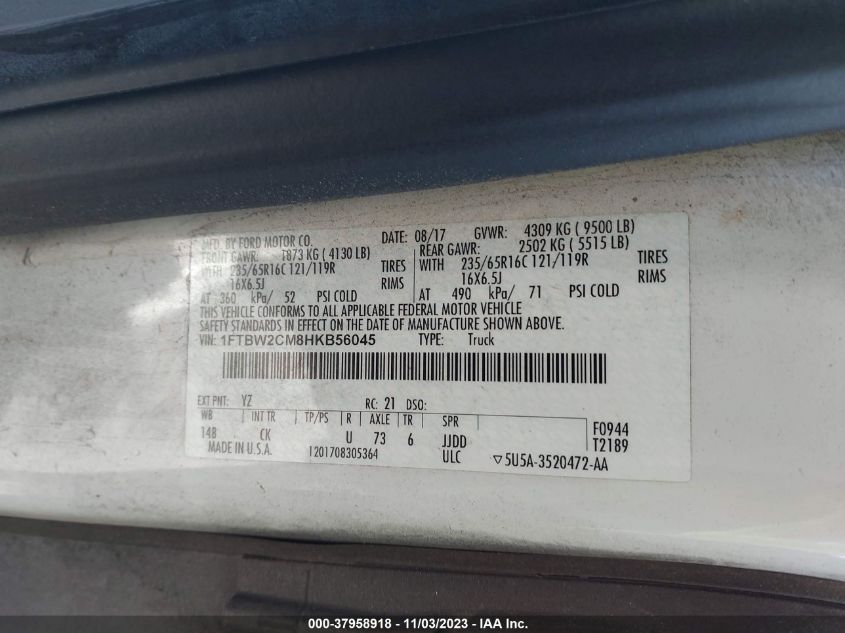 MFD. BY FORD MOTOR CO. DATE: 08/17 GVWR: 4309 KG ( 9500 LB)
FRONT GAWR: 1873 KG ( 4130 LB) REAR GAWR: 2502 KG ( 5515 LB)
WITH 235/65R16C 121/119R TIRES WITH 235/65R16C 121/119R TIRES
16X6.5J RIMS 16X6.5J RIMS
AT 360 kPa/ 52 PSI COLD AT 490 kPa/ 71 PSI COLD
THIS VEHICLE CONFORMS TO ALL APPLICABLE FEDERAL MOTOR VEHICLE
SAFETY STANDARDS IN EFFECT ON THE DATE OF MANUFACTURE SHOWN ABOVE.
VIN: 1FTBW2CM8HKB56045 TYPE: Truck
EXT PNT: YZ RC: 21 DSO:
WB INT TR TP/PS R AXLE TR SPR F0944
148 CK U 73 6 JJDD T2189
MADE IN U.S.A. I201708305364 ULC ▽5U5A-3520472-AA
000-37958918 - 11/03/2023 - IAA Inc.